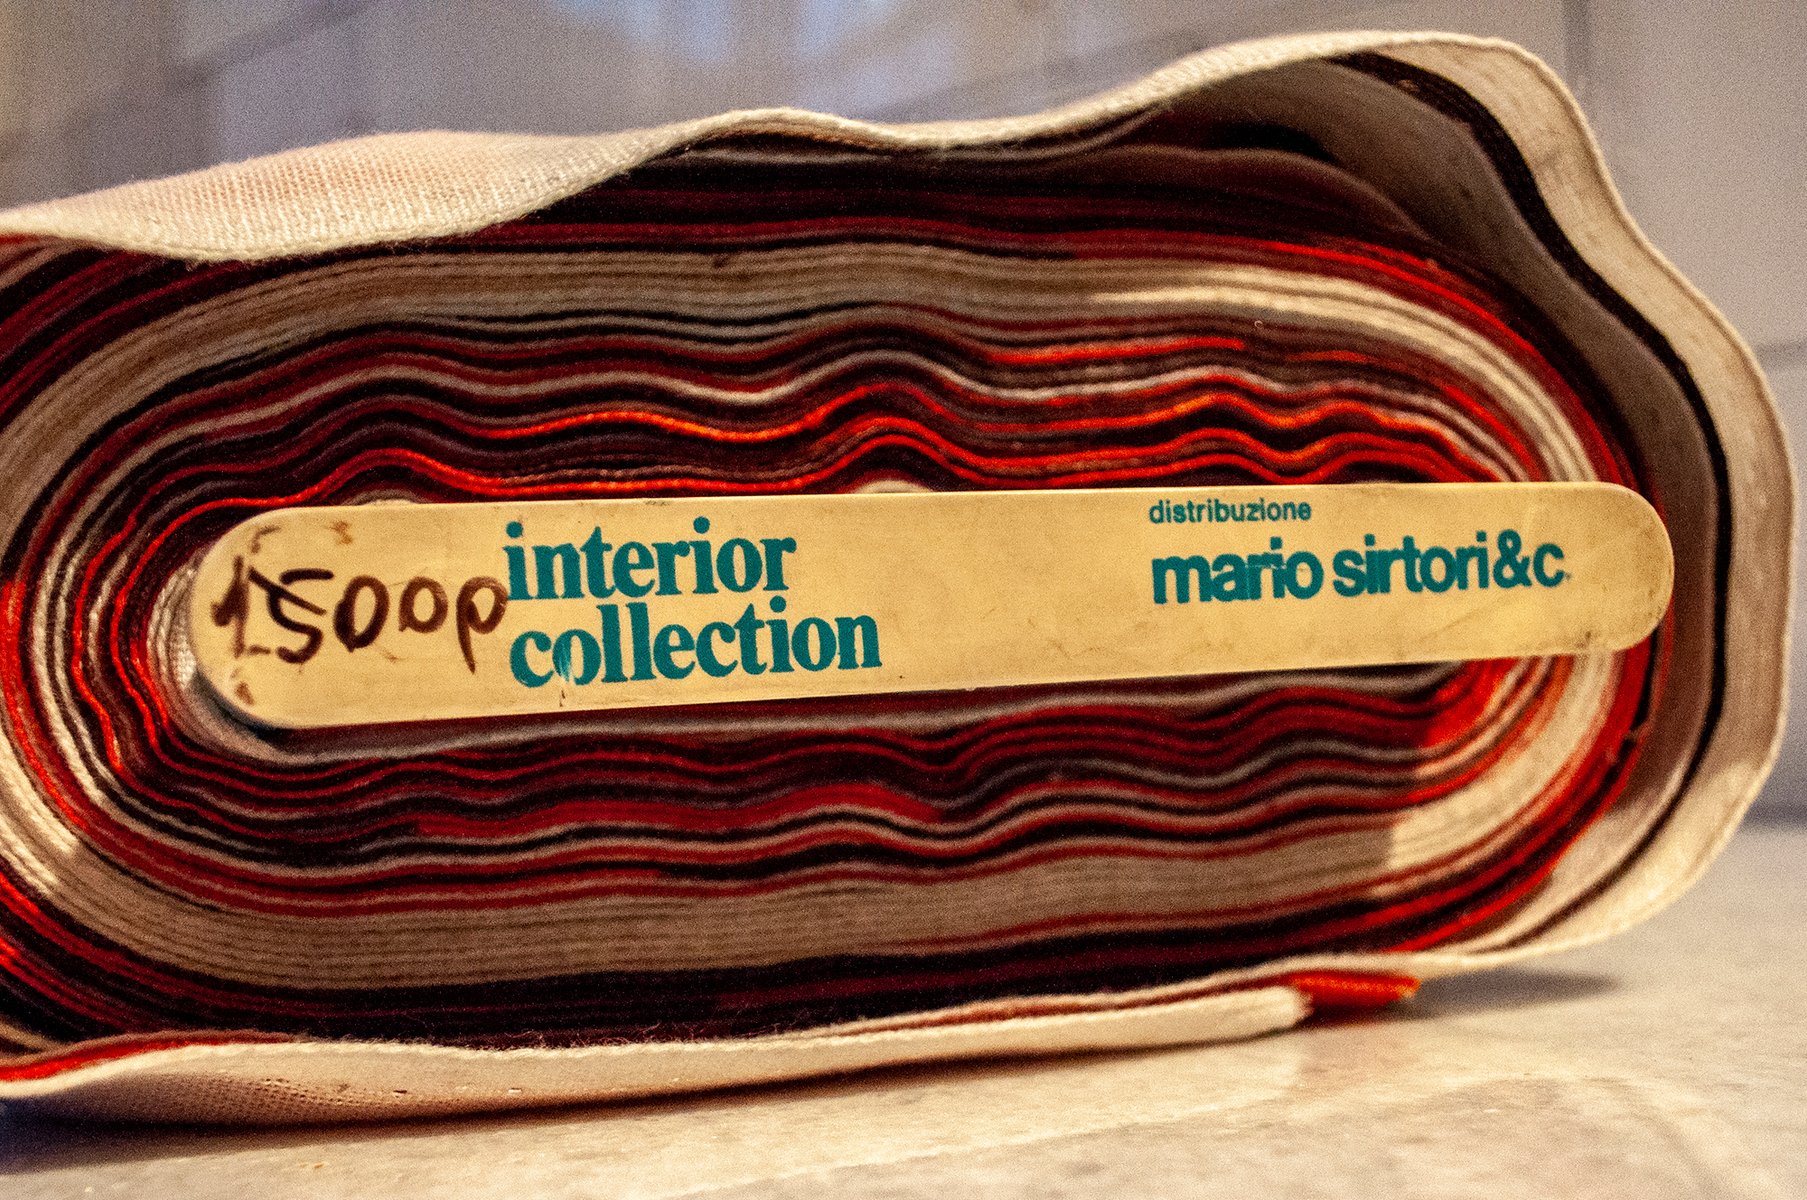 15000
interior
collection
distribuzione
mario sirtori&c.